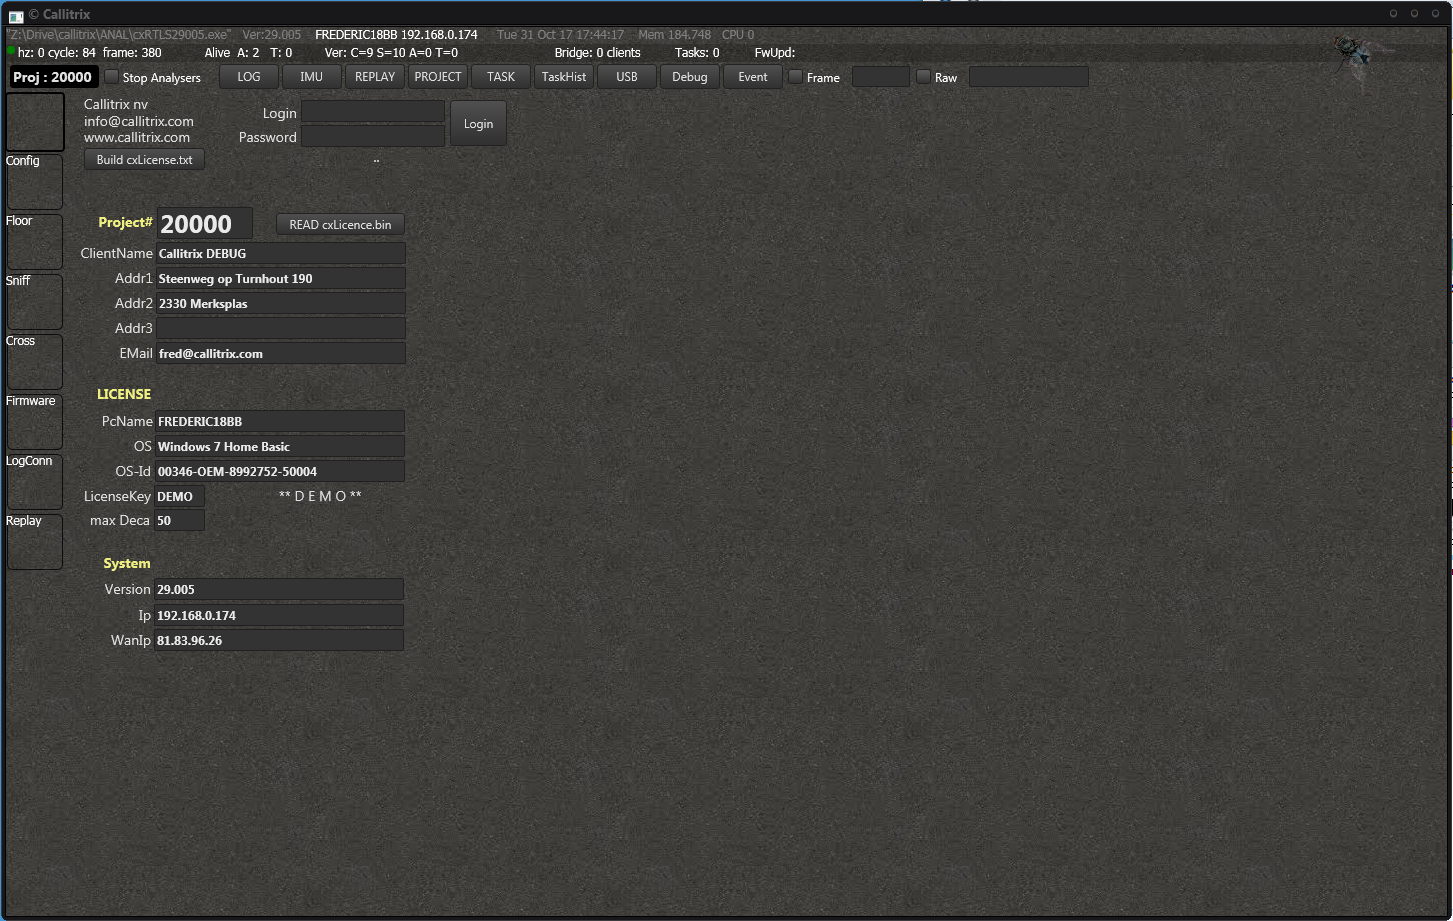 © Callitrix
"Z:\Drive\callitrix\ANAL\cxRTLS29005.exe" Ver:29.005 FREDERIC18BB 192.168.0.174 Tue 31 Oct 17 17:44:17 Mem 184.748 CPU 0
hz: 0 cycle: 84 frame: 380 Alive A: 2 T: 0 Ver: C=9 S=10 A=0 T=0 Bridge: 0 clients Tasks: 0 FwUpd:
Proj : 20000 Stop Analysers LOG IMU REPLAY PROJECT TASK TaskHist USB Debug Event Frame Raw
Callitrix nv
info@callitrix.com
www.callitrix.com
Login
Password
Login
Build cxLicense.txt ..
Config
Floor
Sniff
Cross
Firmware
LogConn
Replay
Project# 20000 READ cxLicence.bin
ClientName Callitrix DEBUG
Addr1 Steenweg op Turnhout 190
Addr2 2330 Merksplas
Addr3
EMail fred@callitrix.com
LICENSE
PcName FREDERIC18BB
OS Windows 7 Home Basic
OS-Id 00346-OEM-8992752-50004
LicenseKey DEMO ** D E M O **
max Deca 50
System
Version 29.005
Ip 192.168.0.174
WanIp 81.83.96.26